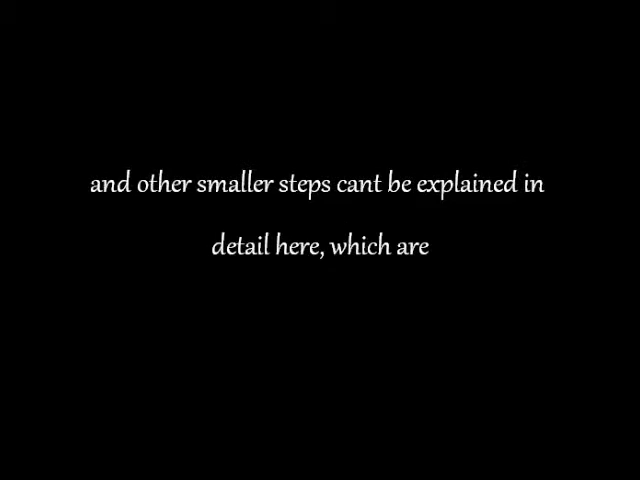 and other smaller steps cant be explained in
detail here, which are